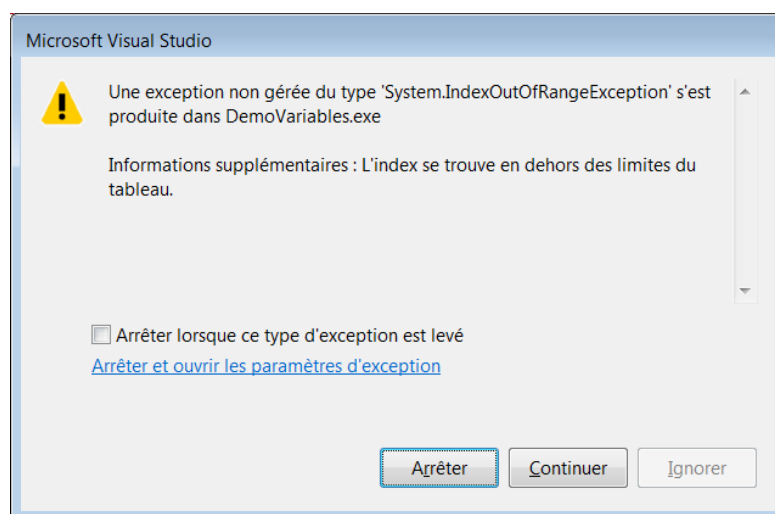 Microsoft Visual Studio
Une exception non gérée du type 'System.IndexOutOfRangeException' s'est
produite dans DemoVariables.exe
Informations supplémentaires : L'index se trouve en dehors des limites du
tableau.
Arrêter lorsque ce type d'exception est levé
Arrêter et ouvrir les paramètres d'exception
Arrêter
Continuer
Ignorer